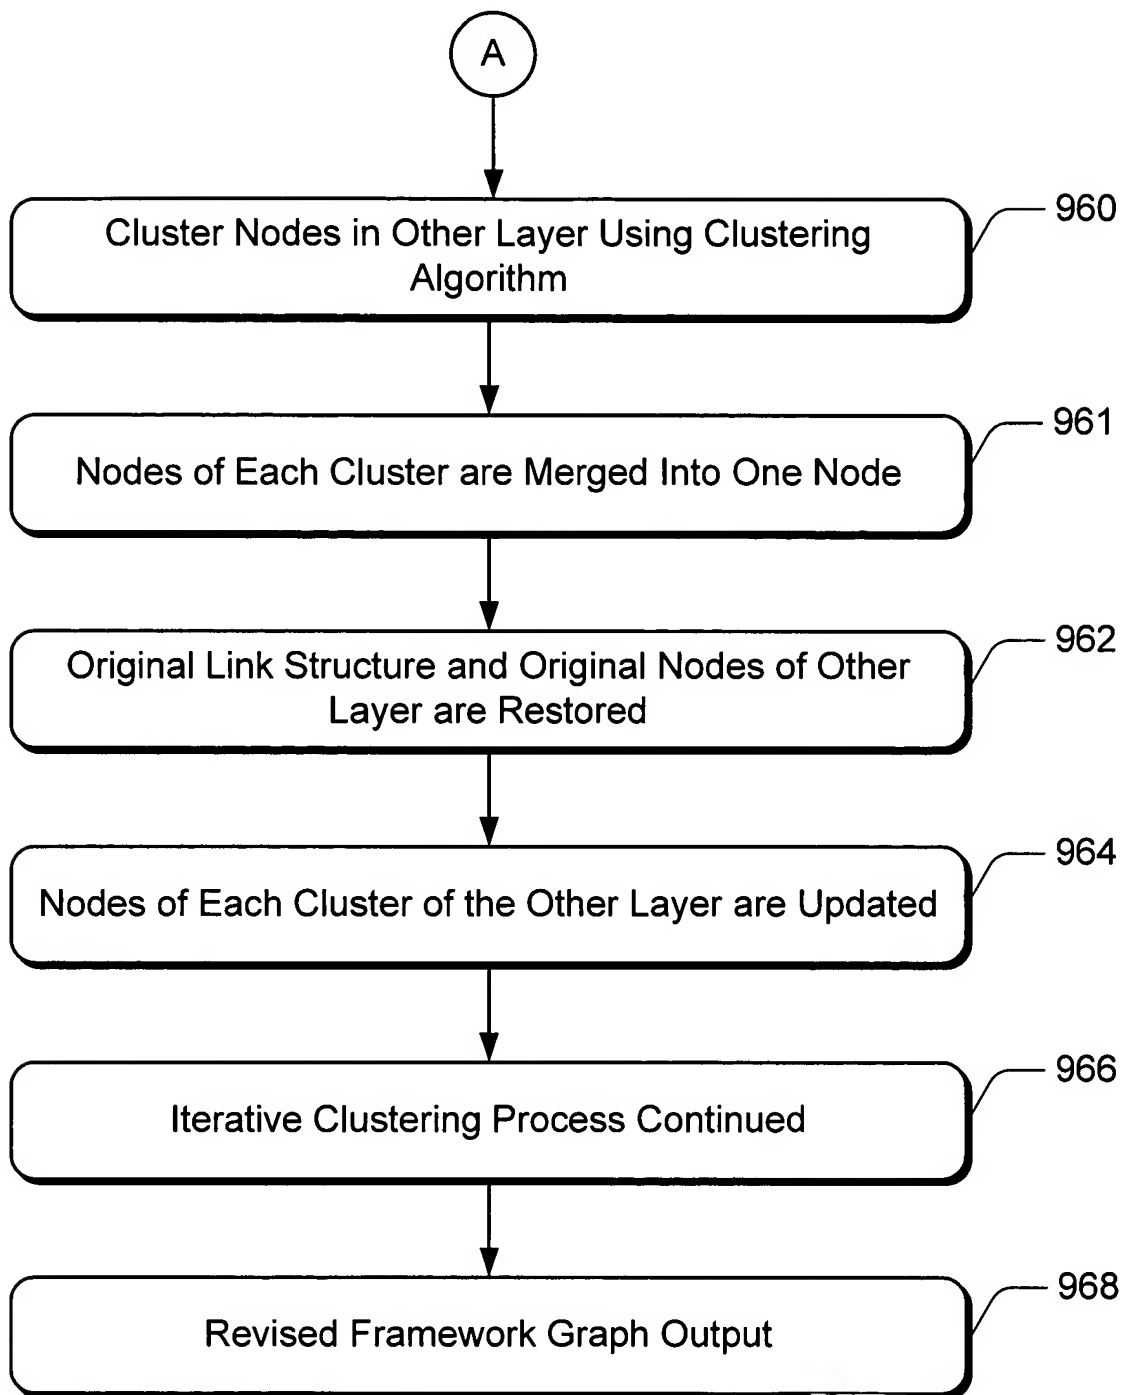 A
960
Cluster Nodes in Other Layer Using Clustering
Algorithm
961
Nodes of Each Cluster are Merged Into One Node
962
Original Link Structure and Original Nodes of Other
Layer are Restored
964
Nodes of Each Cluster of the Other Layer are Updated
966
Iterative Clustering Process Continued
968
Revised Framework Graph Output